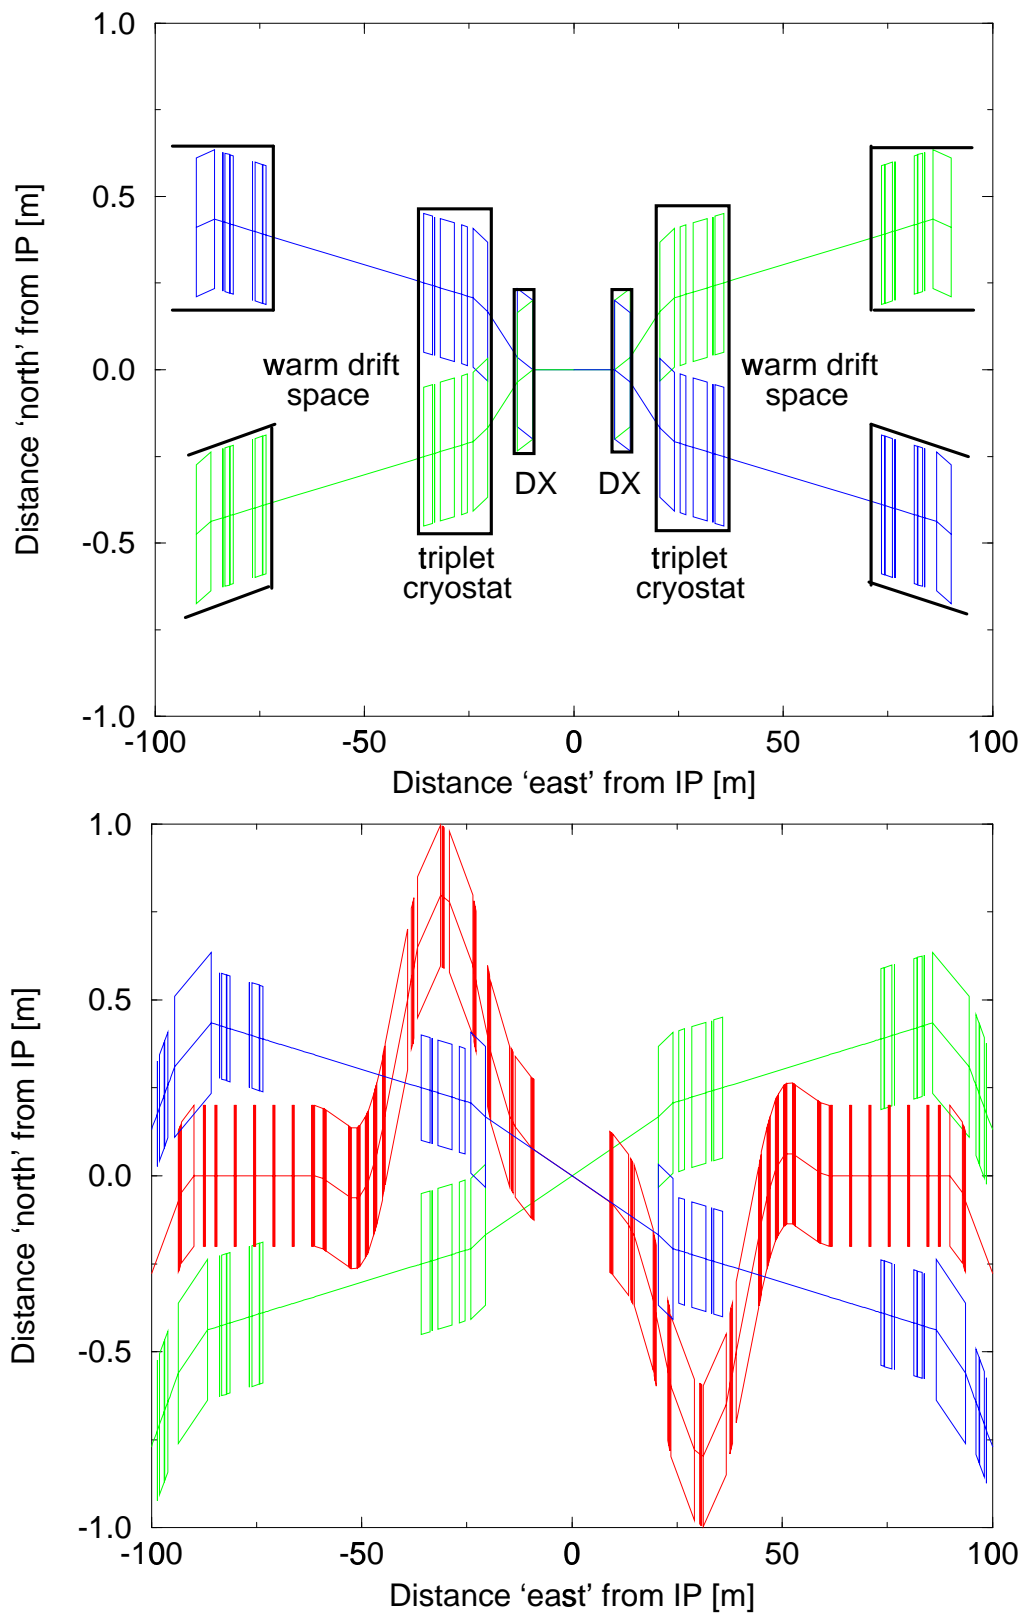 1.0
0.5
0.0
-0.5
-1.0
Distance ‘north’ from IP [m]
warm drift
space
warm drift
space
DX
DX
triplet
cryostat
triplet
cryostat
-100
-50
0
50
100
Distance ‘east’ from IP [m]
1.0
0.5
0.0
-0.5
-1.0
Distance ‘north’ from IP [m]
-100
-50
0
50
100
Distance ‘east’ from IP [m]